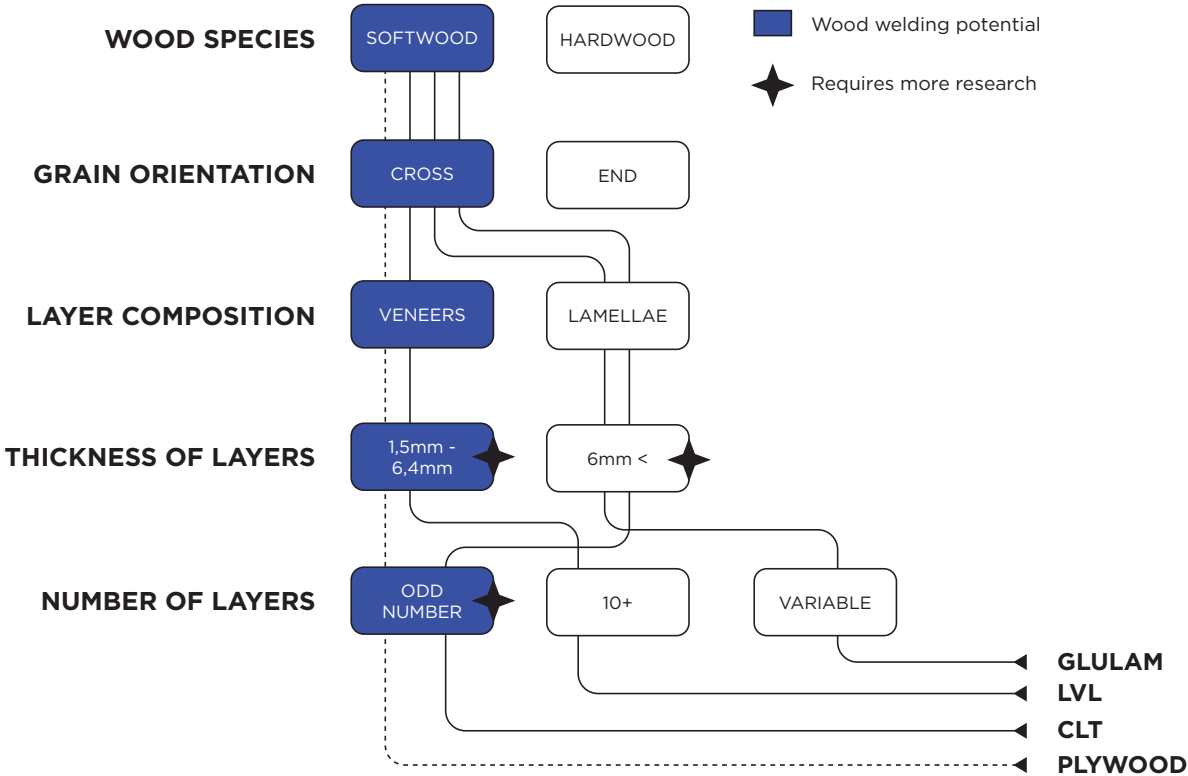 WOOD SPECIES
SOFTWOOD
HARDWOOD
Wood welding potential
Requires more research
GRAIN ORIENTATION
CROSS
END
LAYER COMPOSITION
VENEERS
LAMELLAE
THICKNESS OF LAYERS
1,5mm -
6,4mm
6mm <
NUMBER OF LAYERS
ODD
NUMBER
10+
VARIABLE
GLULAM
LVL
CLT
PLYWOOD